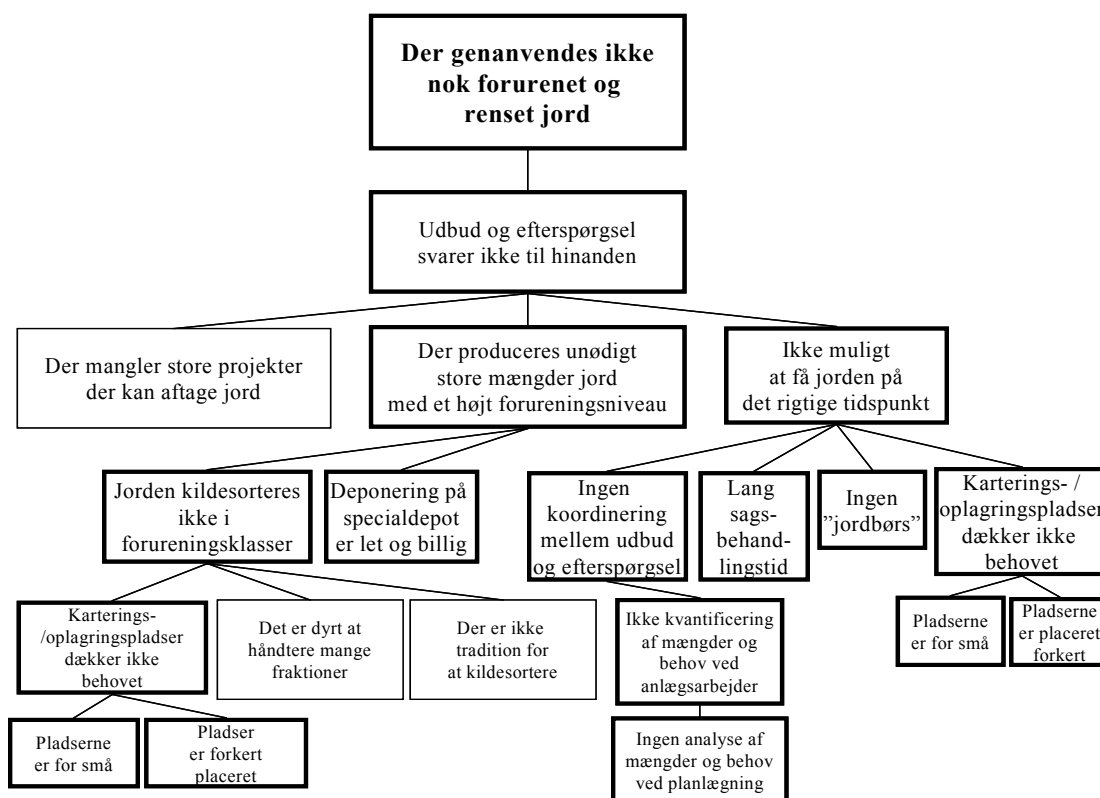 Der genanvendes ikke
nok forurenet og
renset jord
Udbud og efterspørgsel
svarer ikke til hinanden
Der mangler store projekter
der kan aftage jord
Der produceres unødigt
store mængder jord
med et højt forureningsniveau
Ikke muligt
at få jorden på
det rigtige tidspunkt
Jorden kildesorteres
ikke i
forureningsklasser
Deponering på
specialdepot
er let og billig
Ingen
koordinering
mellem udbud
og efterspørgsel
Lang
sags-
behand-
lingstid
Ingen
”jordbørs”
Karterings- /
oplagringspladser
dækker ikke
behovet
Karterings-
/oplagringspladser
dækker ikke
behovet
Det er dyrt at
håndtere mange
fraktioner
Der er ikke
tradition for
at kildesortere
Ikke kvantificering
af mængder og
behov ved
anlægsarbejder
Pladserne
er for små
Pladserne
er placeret
forkert
Pladserne
er for små
Pladser
er forkert
placeret
Ingen analyse af
mængder og behov
ved planlægning